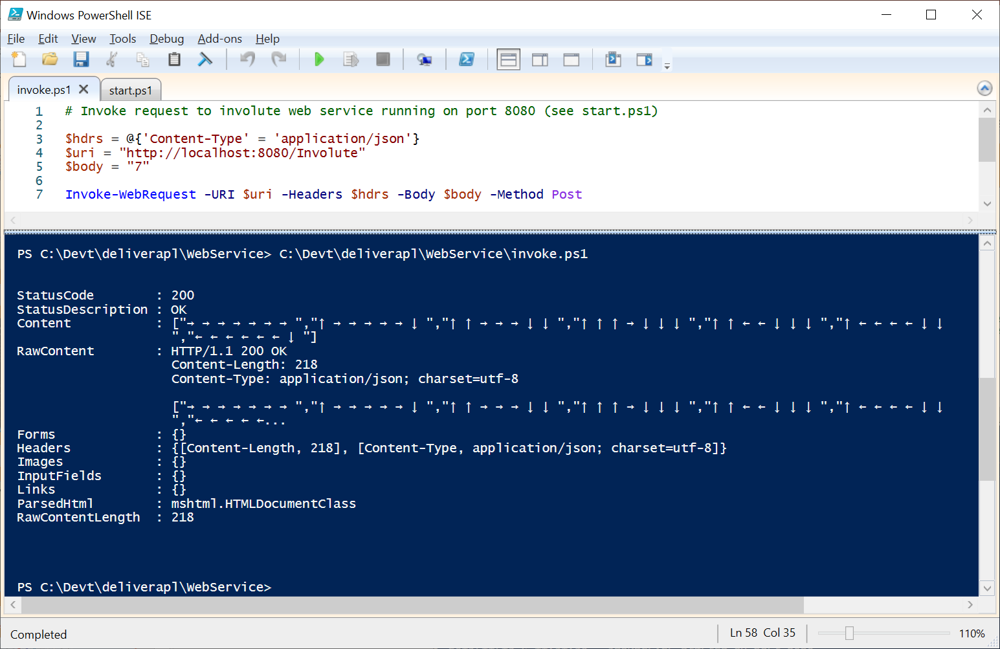 Windows PowerShell ISE
File Edit View Tools Debug Add-ons Help
invoke.ps1 start.ps1
1 # Invoke request to involute web service running on port 8080 (see start.ps1)
2
3 $hdrs = @{'Content-Type' = 'application/json'}
4 $uri = "http://localhost:8080/Involute"
5 $body = "7"
6
7 Invoke-WebRequest -URI $uri -Headers $hdrs -Body $body -Method Post
PS C:\Devt\deliverapl\WebService> C:\Devt\deliverapl\WebService\invoke.ps1
StatusCode : 200
StatusDescription : OK
Content : ["→ → → → → → → ","↑ → → → → → ↓ ","↑ ↑ → → → ↓ ↓ ","↑ ↑ ↑ → ↓ ↓ ↓ ","↑ ↑ ← ← ↓ ↓ ↓ ","↑ ← ← ← ← ↓ ↓
","← ← ← ← ← ← ↓ "]
RawContent : HTTP/1.1 200 OK
Content-Length: 218
Content-Type: application/json; charset=utf-8
["→ → → → → → → ","↑ → → → → → ↓ ","↑ ↑ → → → ↓ ↓ ","↑ ↑ ↑ → ↓ ↓ ↓ ","↑ ↑ ← ← ↓ ↓ ↓ ","↑ ← ← ← ← ↓ ↓
","← ← ← ← ←...
Forms : {}
Headers : {[Content-Length, 218], [Content-Type, application/json; charset=utf-8]}
Images : {}
InputFields : {}
Links : {}
ParsedHtml : mshtml.HTMLDocumentClass
RawContentLength : 218
PS C:\Devt\deliverapl\WebService>
Completed Ln 58 Col 35 110%